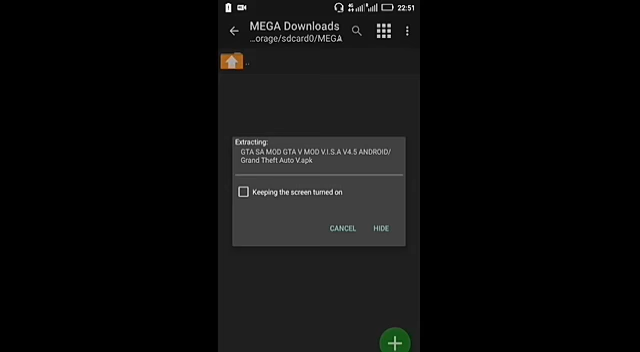 22:51
MEGA Downloads
...orage/sdcard0/MEGA
..
Extracting:
GTA SA MOD GTA V MOD V.I.S.A V4.5 ANDROID/
Grand Theft Auto V.apk
Keeping the screen turned on
CANCEL HIDE